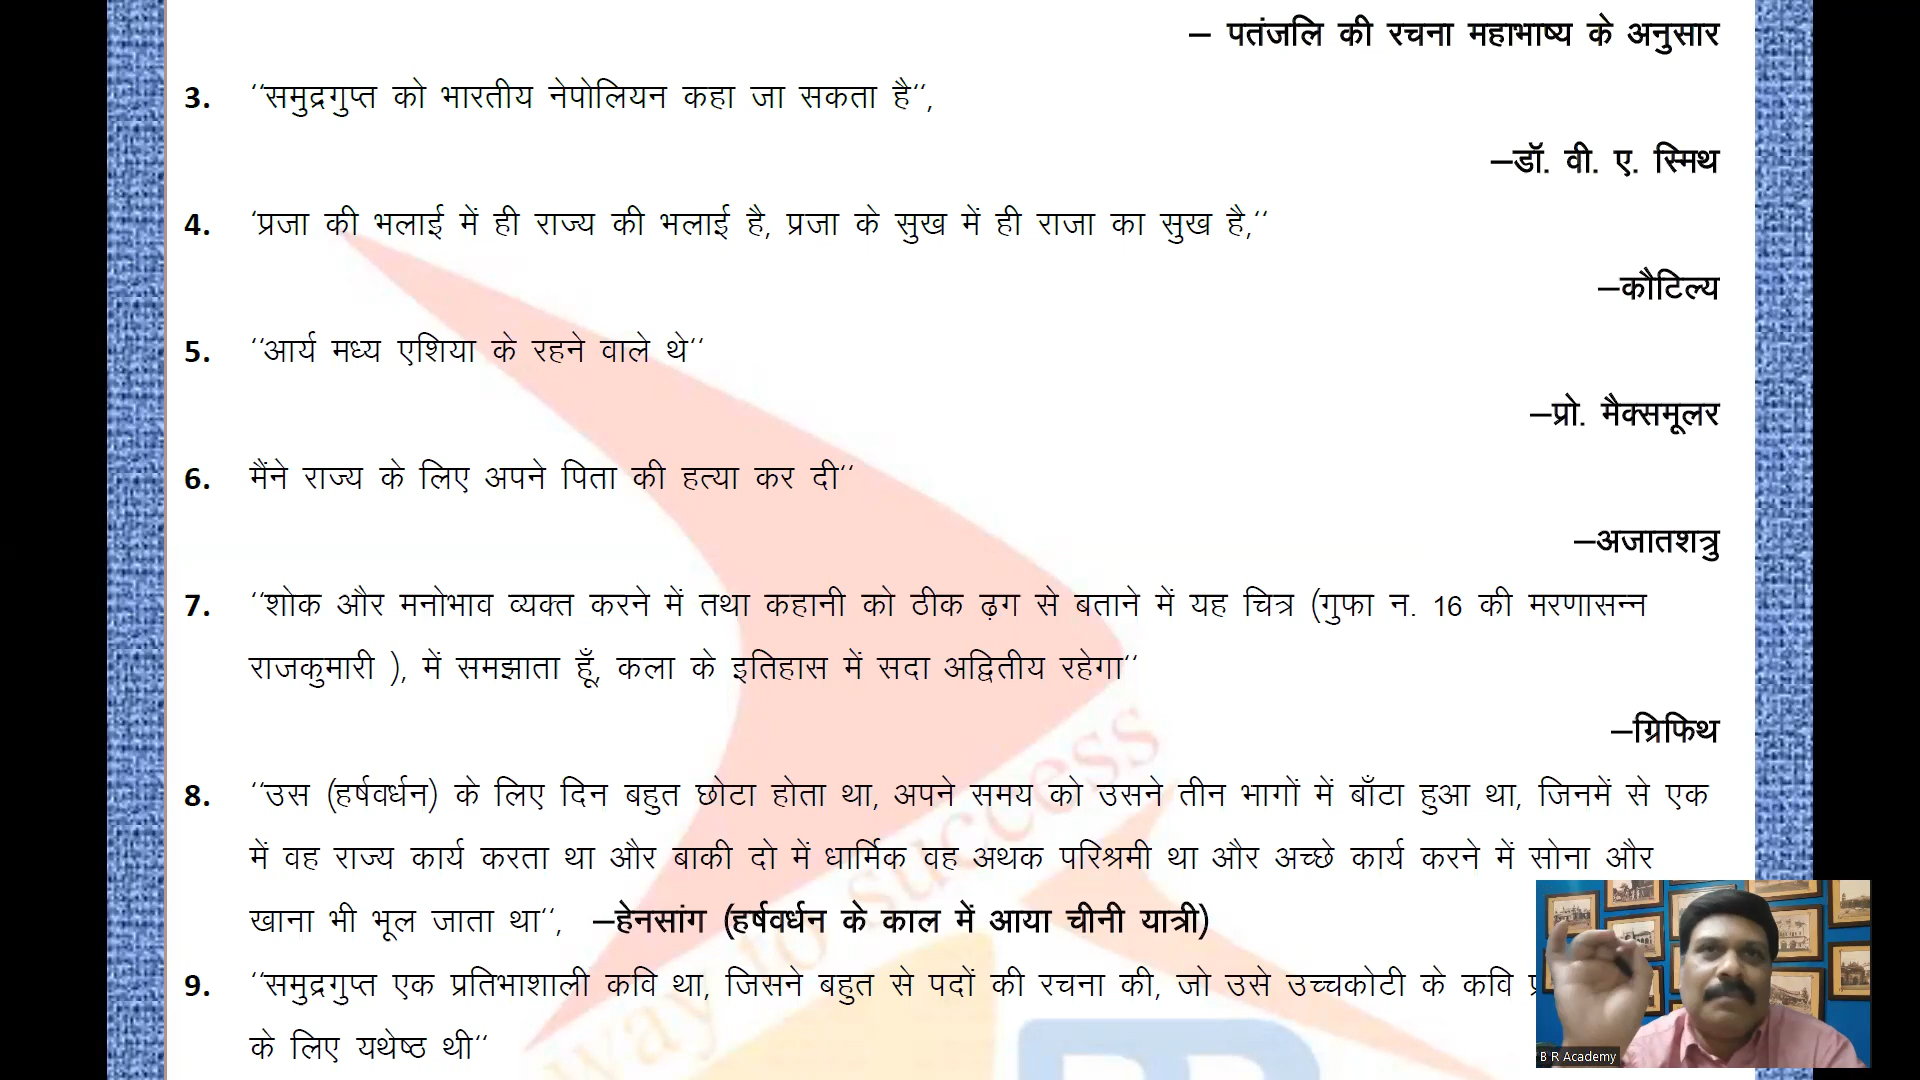 – पतंजलि की रचना महाभाष्य के अनुसार
3. ‘‘समुद्रगुप्त को भारतीय नेपोलियन कहा जा सकता है‘‘,
–डॉ. वी. ए. स्मिथ
4. ‘प्रजा की भलाई में ही राज्य की भलाई है, प्रजा के सुख में ही राजा का सुख है,‘‘
–कौटिल्य
5. ‘‘आर्य मध्य एशिया के रहने वाले थे‘‘
–प्रो. मैक्समूलर
6. मैंने राज्य के लिए अपने पिता की हत्या कर दी‘‘
–अजातशत्रु
7. ‘‘शोक और मनोभाव व्यक्त करने में तथा कहानी को ठीक ढ़ग से बताने में यह चित्र (गुफा न. 16 की मरणासन्न
राजकुमारी ), में समझाता हूँ, कला के इतिहास में सदा अद्वितीय रहेगा‘‘
–ग्रिफिथ
8. ‘‘उस (हर्षवर्धन) के लिए दिन बहुत छोटा होता था, अपने समय को उसने तीन भागों में बाँटा हुआ था, जिनमें से एक
में वह राज्य कार्य करता था और बाकी दो में धार्मिक वह अथक परिश्रमी था और अच्छे कार्य करने में सोना और
खाना भी भूल जाता था‘‘, –हेनसांग (हर्षवर्धन के काल में आया चीनी यात्री)
9. ‘‘समुद्रगुप्त एक प्रतिभाशाली कवि था, जिसने बहुत से पदों की रचना की, जो उसे उच्चकोटी के कवि
के लिए यथेष्ठ थी‘‘
way to success
BR
B R Academy